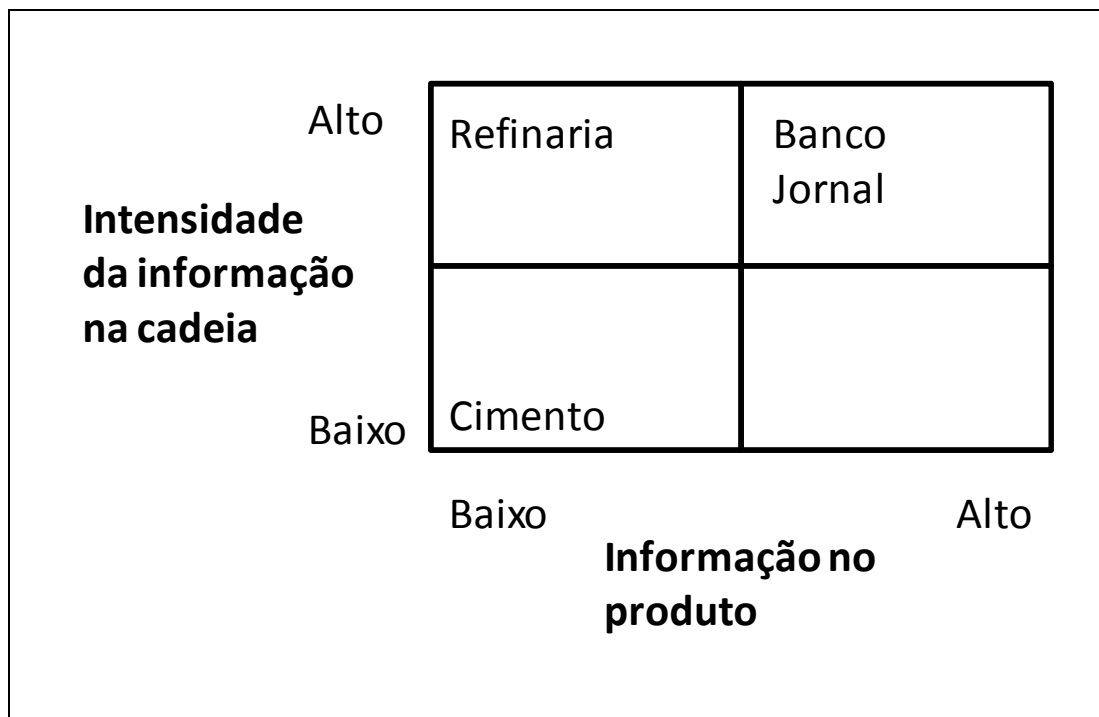 Alto
Refinaria
Banco
Jornal
Intensidade
da informação
na cadeia
Baixo
Cimento
Baixo
Alto
Informação no
produto